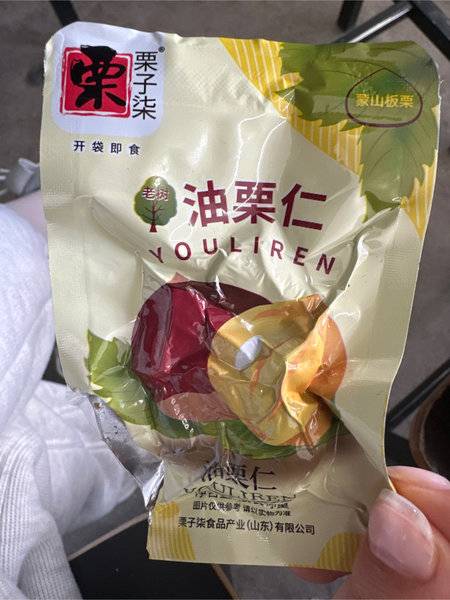 栗
栗子柒®
开袋即食
蒙山板栗
老树
油栗仁
YOULIREN
油栗仁
YOULIREN
图片仅供参考 请以实物为准
栗子柒食品产业(山东)有限公司